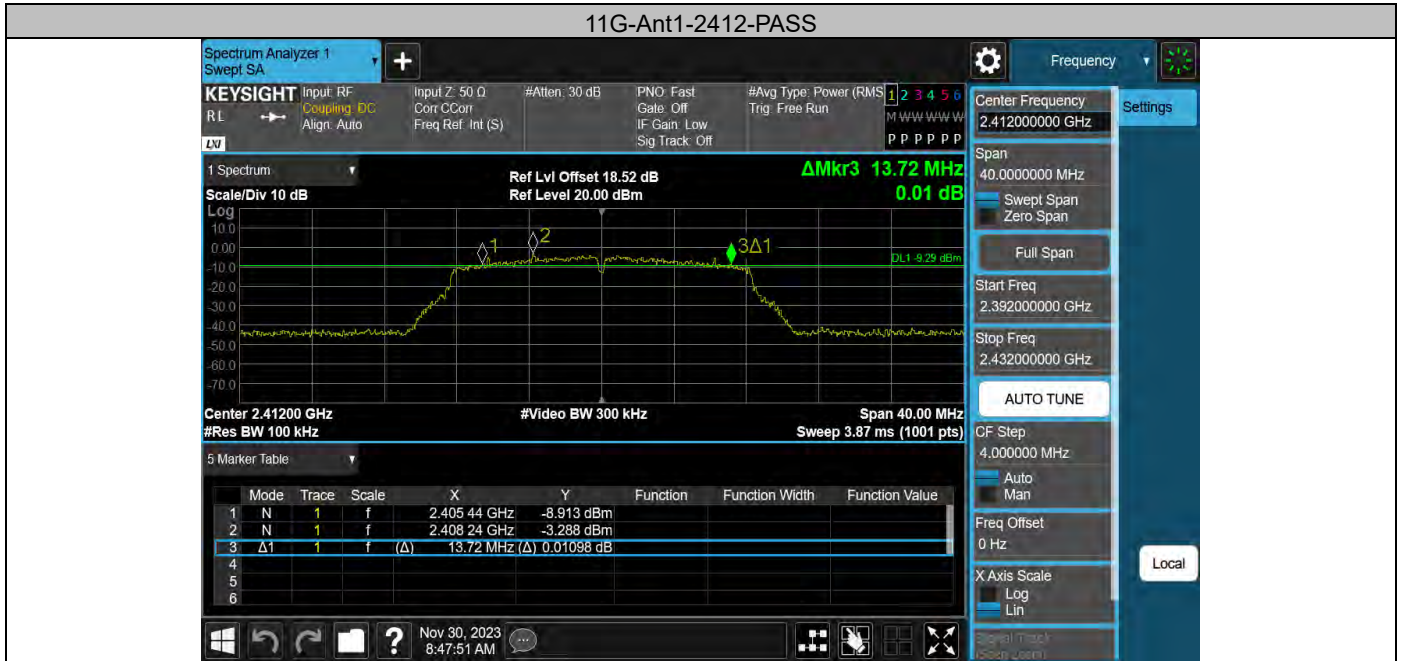 11G-Ant1-2412-PASS
Spectrum Analyzer 1
Swept SA
Frequency
KEYSIGHT
RL
LXI
Input: RF
Coupling: DC
Align: Auto
Input Z: 50 Ω
Corr CCorr
Freq Ref: Int (S)
#Atten: 30 dB
PNO: Fast
Gate: Off
IF Gain: Low
Sig Track: Off
#Avg Type: Power (RMS
Trig: Free Run
1 2 3 4 5 6
M W W W W W
P P P P P P
Center Frequency
2.412000000 GHz
Settings
Span
40.0000000 MHz
Swept Span
Zero Span
Full Span
Start Freq
2.392000000 GHz
Stop Freq
2.432000000 GHz
AUTO TUNE
CF Step
4.000000 MHz
Auto
Man
Freq Offset
0 Hz
X Axis Scale
Log
Lin
Local
1 Spectrum
Scale/Div 10 dB
Ref Lvl Offset 18.52 dB
Ref Level 20.00 dBm
ΔMkr3 13.72 MHz
0.01 dB
Log
10.0
0.00
-10.0
-20.0
-30.0
-40.0
-50.0
-60.0
-70.0
1
2
3Δ1
DL1 -9.29 dBm
Center 2.41200 GHz
#Video BW 300 kHz
Span 40.00 MHz
#Res BW 100 kHz
Sweep 3.87 ms (1001 pts)
5 Marker Table
Mode Trace Scale X Y Function Function Width Function Value
1 N 1 f 2.405 44 GHz -8.913 dBm
2 N 1 f 2.408 24 GHz -3.288 dBm
3 Δ1 1 f (Δ) 13.72 MHz (Δ) 0.01098 dB
4
5
6
?
Nov 30, 2023
8:47:51 AM